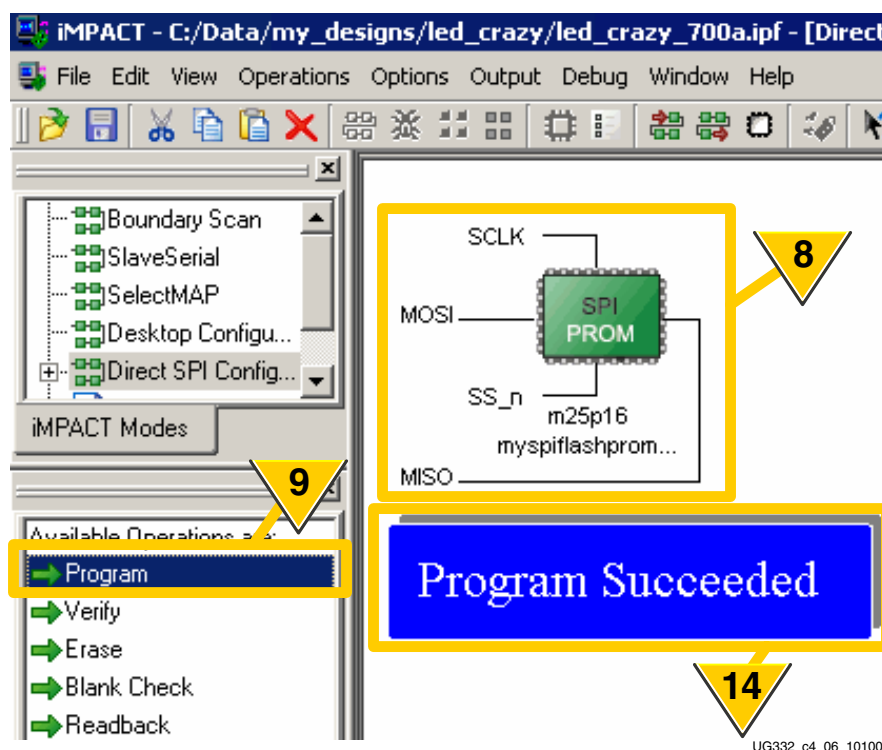 iMPACT - C:/Data/my_designs/led_crazy/led_crazy_700a.ipf - [Direct
File Edit View Operations Options Output Debug Window Help
Boundary Scan
SlaveSerial
SelectMAP
Desktop Configu...
Direct SPI Config...
iMPACT Modes
SCLK
MOSI
SPI
PROM
SS_n
m25p16
myspiflashprom...
MISO
8
9
Available Operations are:
Program
Verify
Erase
Blank Check
Readback
Program Succeeded
14
UG332_c4_06_10100